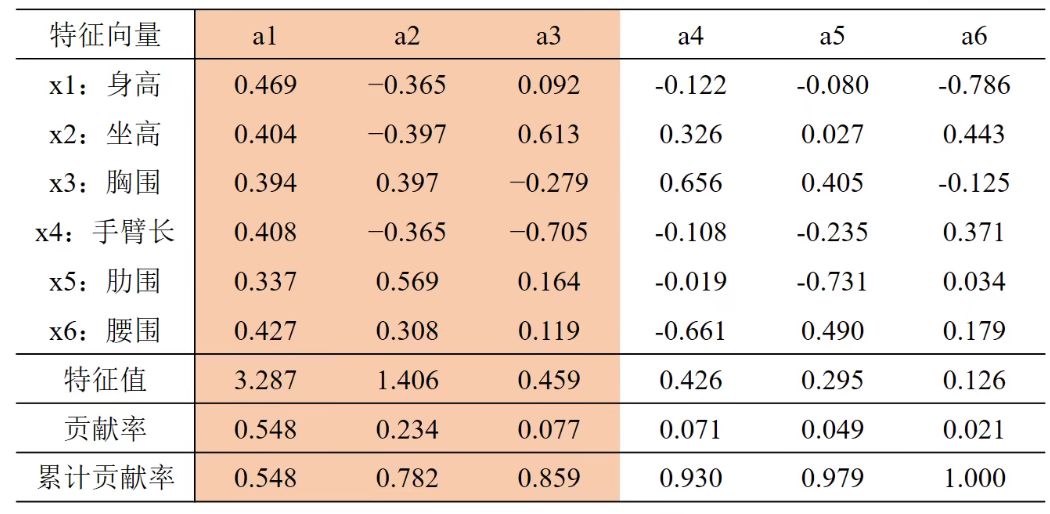 特征向量 a1 a2 a3 a4 a5 a6
x1：身高 0.469 −0.365 0.092 -0.122 -0.080 -0.786
x2：坐高 0.404 −0.397 0.613 0.326 0.027 0.443
x3：胸围 0.394 0.397 −0.279 0.656 0.405 -0.125
x4：手臂长 0.408 −0.365 −0.705 -0.108 -0.235 0.371
x5：肋围 0.337 0.569 0.164 -0.019 -0.731 0.034
x6：腰围 0.427 0.308 0.119 -0.661 0.490 0.179
特征值 3.287 1.406 0.459 0.426 0.295 0.126
贡献率 0.548 0.234 0.077 0.071 0.049 0.021
累计贡献率 0.548 0.782 0.859 0.930 0.979 1.000